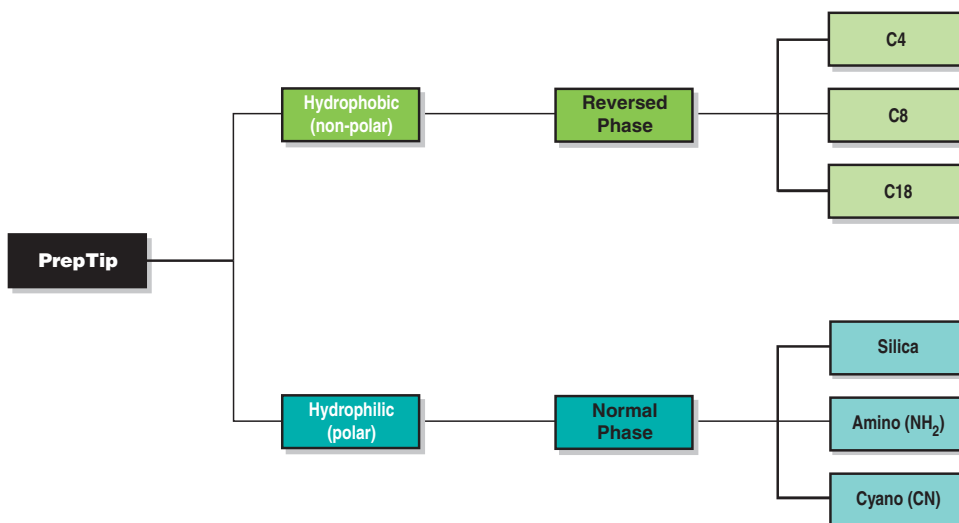 PrepTip
Hydrophobic
(non-polar)
Reversed
Phase
C4
C8
C18
Hydrophilic
(polar)
Normal
Phase
Silica
Amino (NH₂)
Cyano (CN)